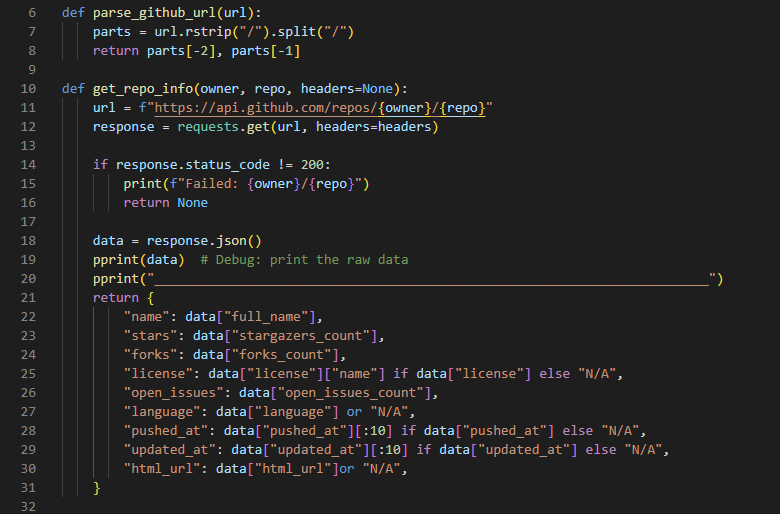 6 def parse_github_url(url):
7     parts = url.rstrip("/").split("/")
8     return parts[-2], parts[-1]
9
10 def get_repo_info(owner, repo, headers=None):
11     url = f"https://api.github.com/repos/{owner}/{repo}"
12     response = requests.get(url, headers=headers)
13
14     if response.status_code != 200:
15         print(f"Failed: {owner}/{repo}")
16         return None
17
18     data = response.json()
19     pprint(data)  # Debug: print the raw data
20     pprint("________________________________________________________________________")
21     return {
22         "name": data["full_name"],
23         "stars": data["stargazers_count"],
24         "forks": data["forks_count"],
25         "license": data["license"]["name"] if data["license"] else "N/A",
26         "open_issues": data["open_issues_count"],
27         "language": data["language"] or "N/A",
28         "pushed_at": data["pushed_at"][:10] if data["pushed_at"] else "N/A",
29         "updated_at": data["updated_at"][:10] if data["updated_at"] else "N/A",
30         "html_url": data["html_url"]or "N/A",
31     }
32